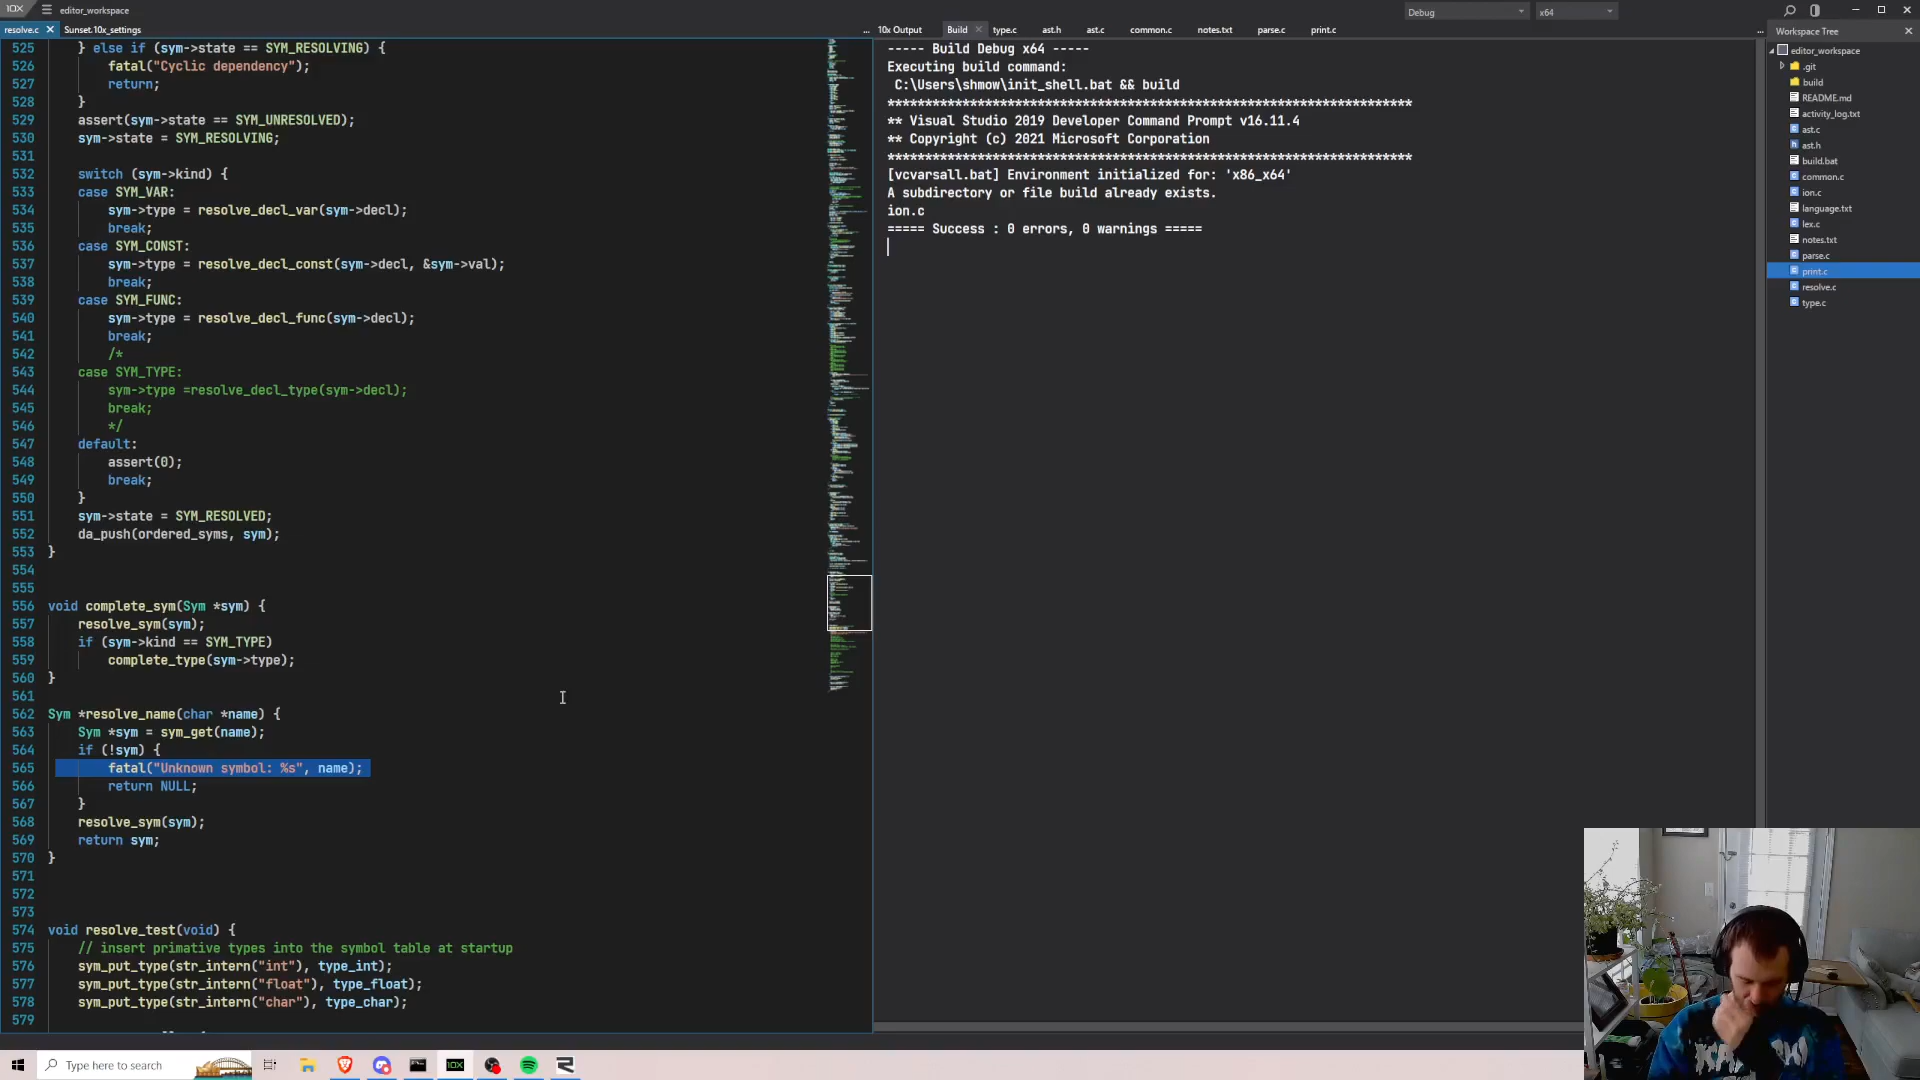 10X
editor_workspace
Debug
x64
resolve.c
Sunset.10x_settings
...
10x Output
Build
type.c
ast.h
ast.c
common.c
notes.txt
parse.c
print.c
...
Workspace Tree
525 } else if (sym->state == SYM_RESOLVING) {
526 fatal("Cyclic dependency");
527 return;
528 }
529 assert(sym->state == SYM_UNRESOLVED);
530 sym->state = SYM_RESOLVING;
531
532 switch (sym->kind) {
533 case SYM_VAR:
534 sym->type = resolve_decl_var(sym->decl);
535 break;
536 case SYM_CONST:
537 sym->type = resolve_decl_const(sym->decl, &sym->val);
538 break;
539 case SYM_FUNC:
540 sym->type = resolve_decl_func(sym->decl);
541 break;
542 /*
543 case SYM_TYPE:
544 sym->type =resolve_decl_type(sym->decl);
545 break;
546 */
547 default:
548 assert(0);
549 break;
550 }
551 sym->state = SYM_RESOLVED;
552 da_push(ordered_syms, sym);
553 }
554
555
556 void complete_sym(Sym *sym) {
557 resolve_sym(sym);
558 if (sym->kind == SYM_TYPE)
559 complete_type(sym->type);
560 }
561
562 Sym *resolve_name(char *name) {
563 Sym *sym = sym_get(name);
564 if (!sym) {
565 fatal("Unknown symbol: %s", name);
566 return NULL;
567 }
568 resolve_sym(sym);
569 return sym;
570 }
571
572
573
574 void resolve_test(void) {
575 // insert primative types into the symbol table at startup
576 sym_put_type(str_intern("int"), type_int);
577 sym_put_type(str_intern("float"), type_float);
578 sym_put_type(str_intern("char"), type_char);
579
----- Build Debug x64 -----
Executing build command:
C:\Users\shmow\init_shell.bat && build
**********************************************************************
** Visual Studio 2019 Developer Command Prompt v16.11.4
** Copyright (c) 2021 Microsoft Corporation
**********************************************************************
[vcvarsall.bat] Environment initialized for: 'x86_x64'
A subdirectory or file build already exists.
ion.c
===== Success : 0 errors, 0 warnings =====
editor_workspace
.git
build
README.md
activity_log.txt
ast.c
ast.h
build.bat
common.c
ion.c
language.txt
lex.c
notes.txt
parse.c
print.c
resolve.c
type.c
Type here to search
10X